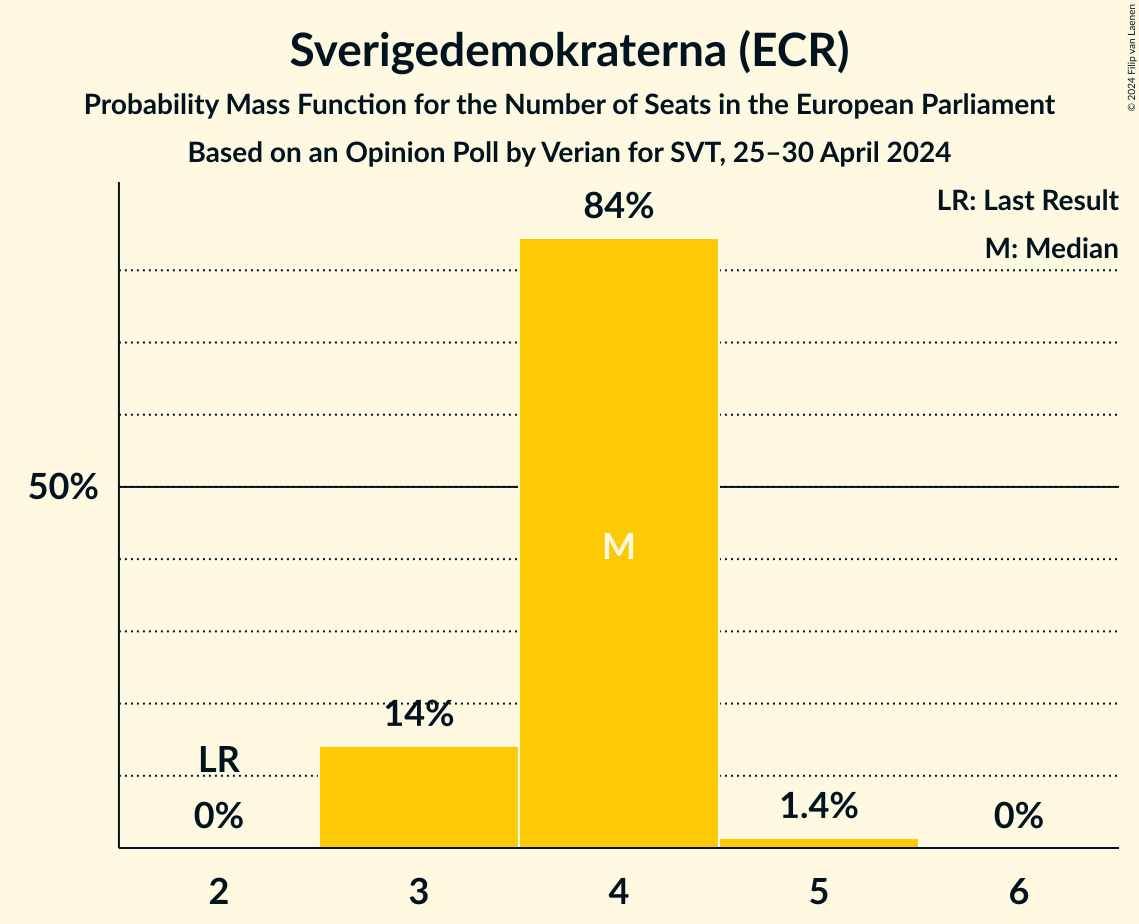 Sverigedemokraterna (ECR)
Probability Mass Function for the Number of Seats in the European Parliament
Based on an Opinion Poll by Verian for SVT, 25–30 April 2024
© 2024 Filip van Laenen
LR: Last Result
M: Median
84%
50%
M
14%
LR
0%
1.4%
0%
2 3 4 5 6